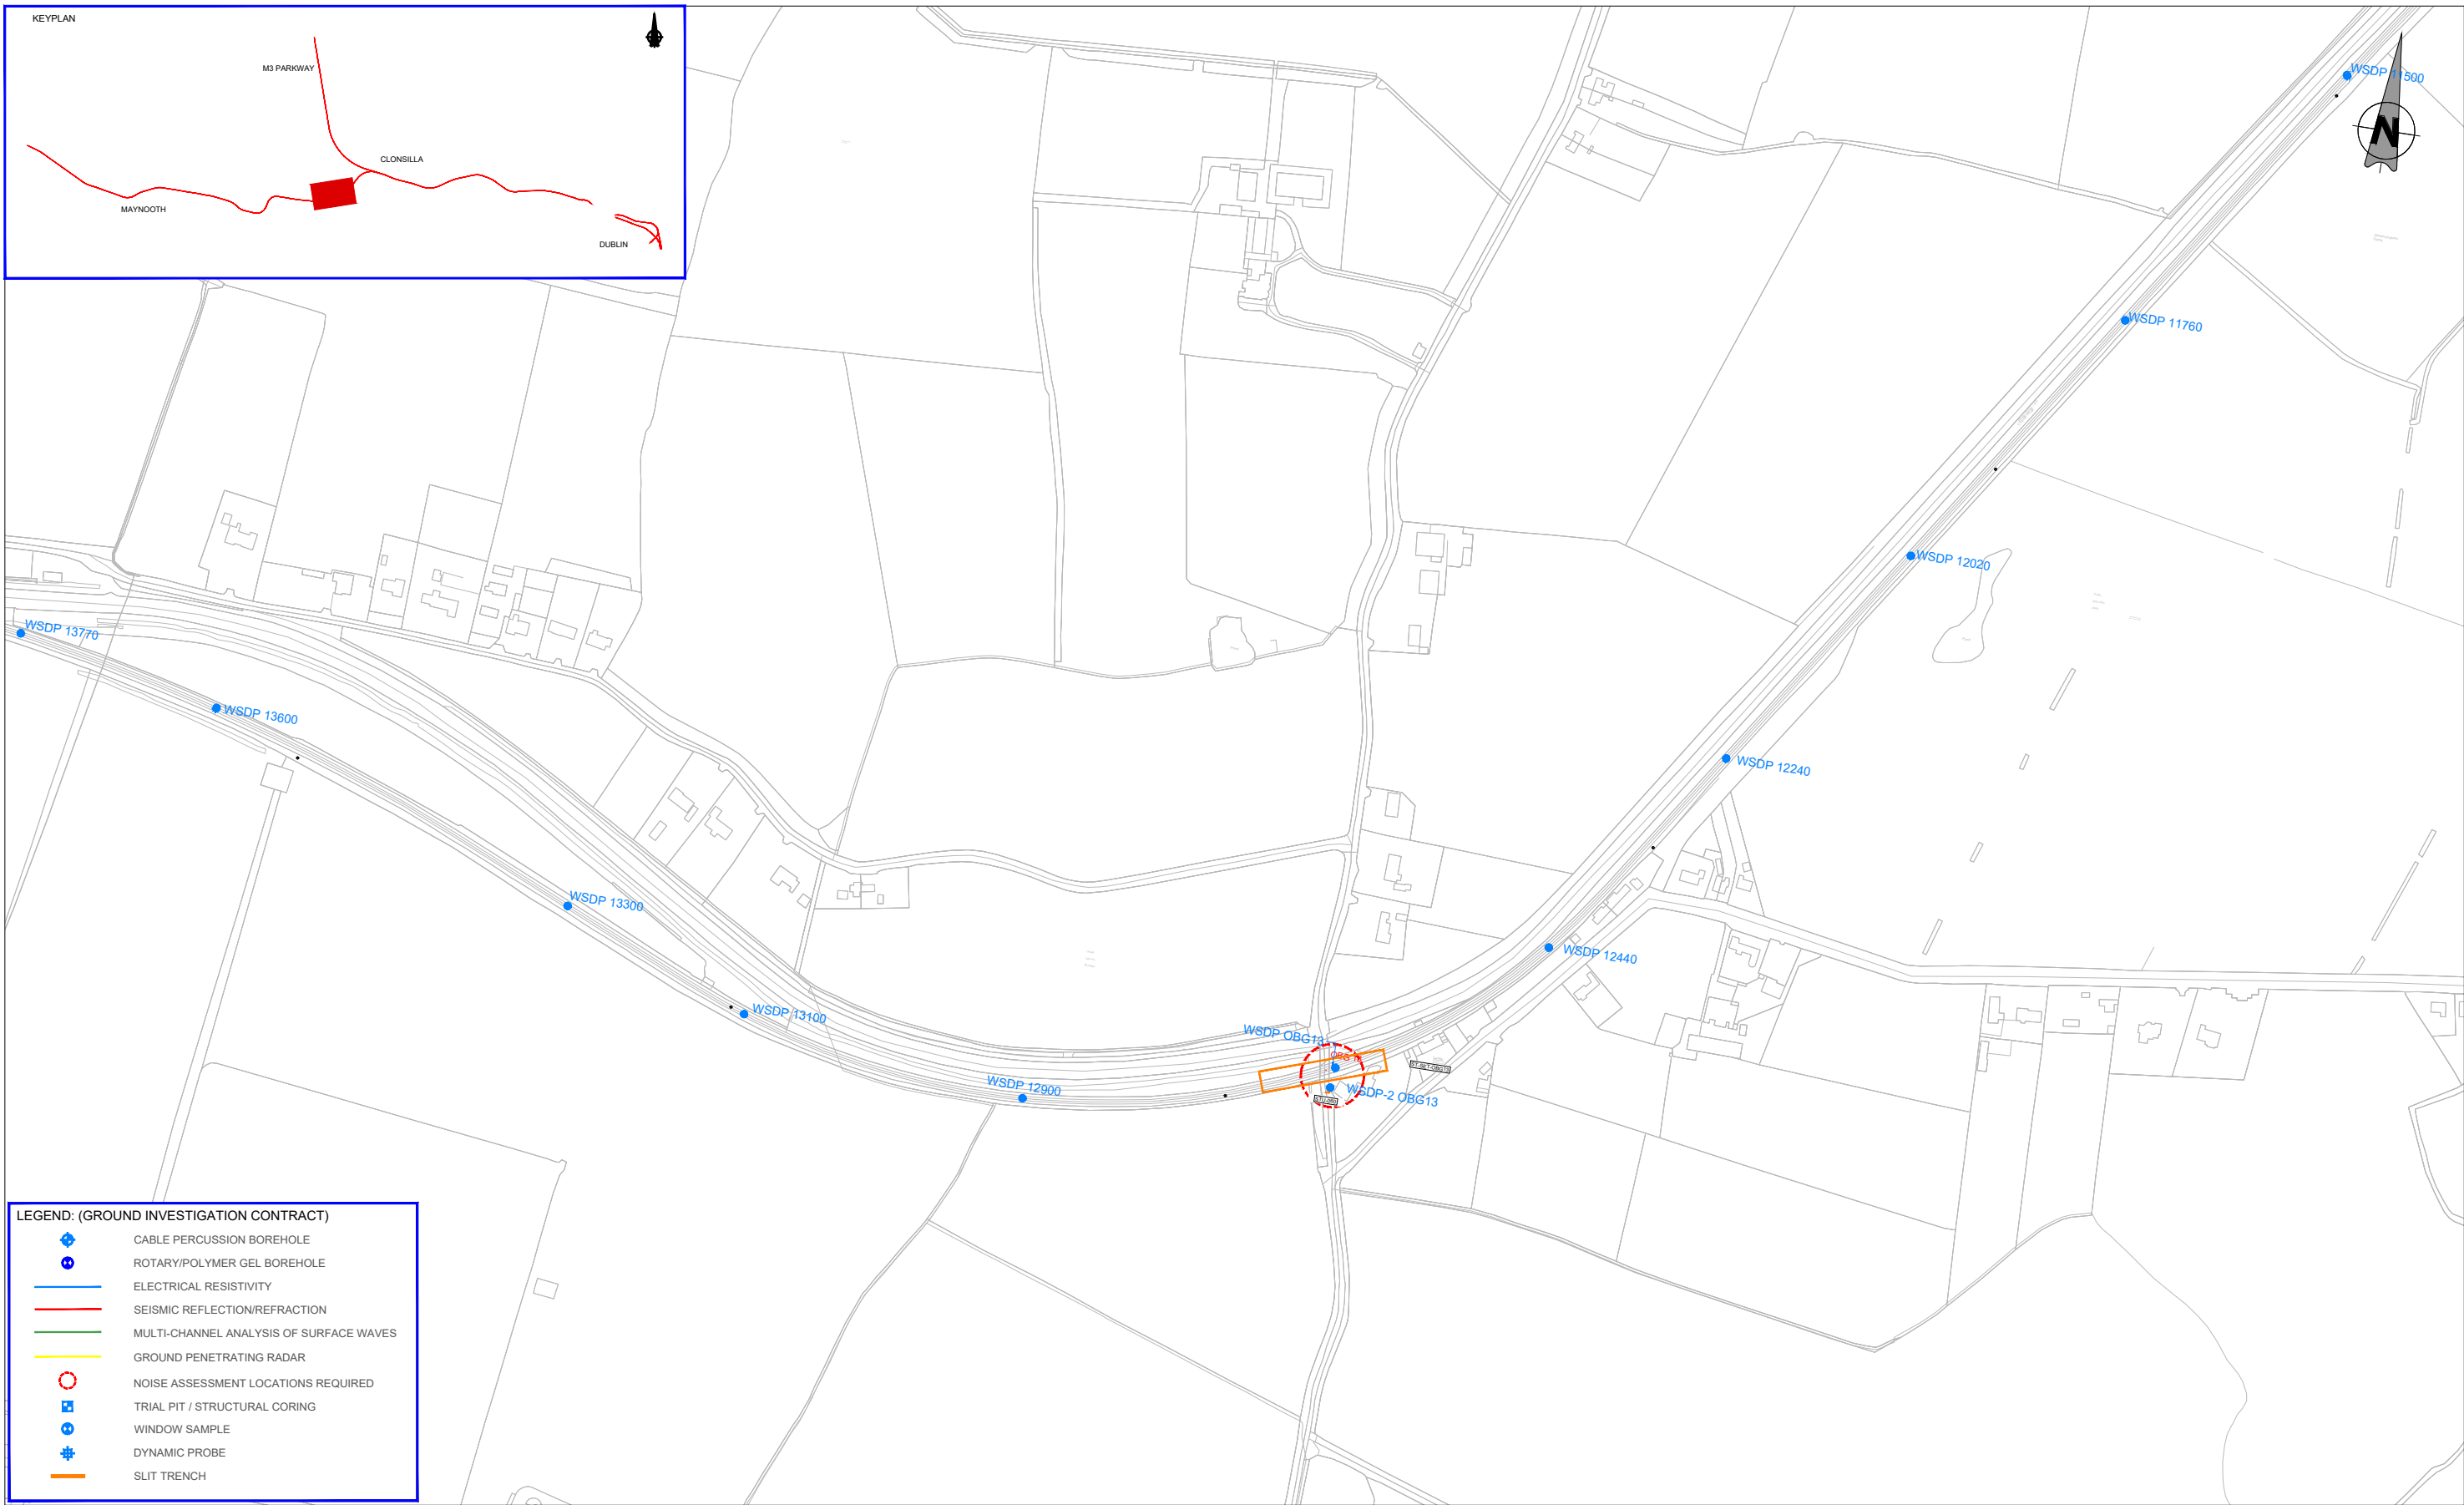 KEYPLAN
M3 PARKWAY
CLONSILLA
MAYNOOTH
DUBLIN
N
WSDP 11500
WSDP 11760
WSDP 12020
WSDP 12240
WSDP 12440
WSDP OBG13
WSDP-2 OBG13
WSDP 12900
WSDP 13100
WSDP 13300
WSDP 13600
WSDP 13770
LEGEND: (GROUND INVESTIGATION CONTRACT)
CABLE PERCUSSION BOREHOLE
ROTARY/POLYMER GEL BOREHOLE
ELECTRICAL RESISTIVITY
SEISMIC REFLECTION/REFRACTION
MULTI-CHANNEL ANALYSIS OF SURFACE WAVES
GROUND PENETRATING RADAR
NOISE ASSESSMENT LOCATIONS REQUIRED
TRIAL PIT / STRUCTURAL CORING
WINDOW SAMPLE
DYNAMIC PROBE
SLIT TRENCH